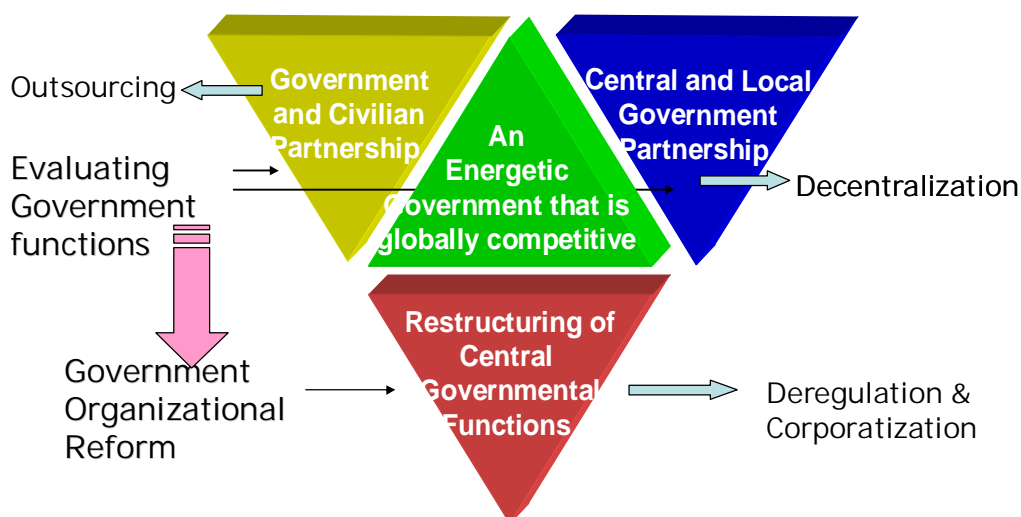 Outsourcing
Government
and Civilian
Partnership
An
Energetic
Government that is
globally competitive
Central and Local
Government
Partnership
Evaluating
Government
functions
Decentralization
Government
Organizational
Reform
Restructuring of
Central
Governmental
Functions
Deregulation &
Corporatization